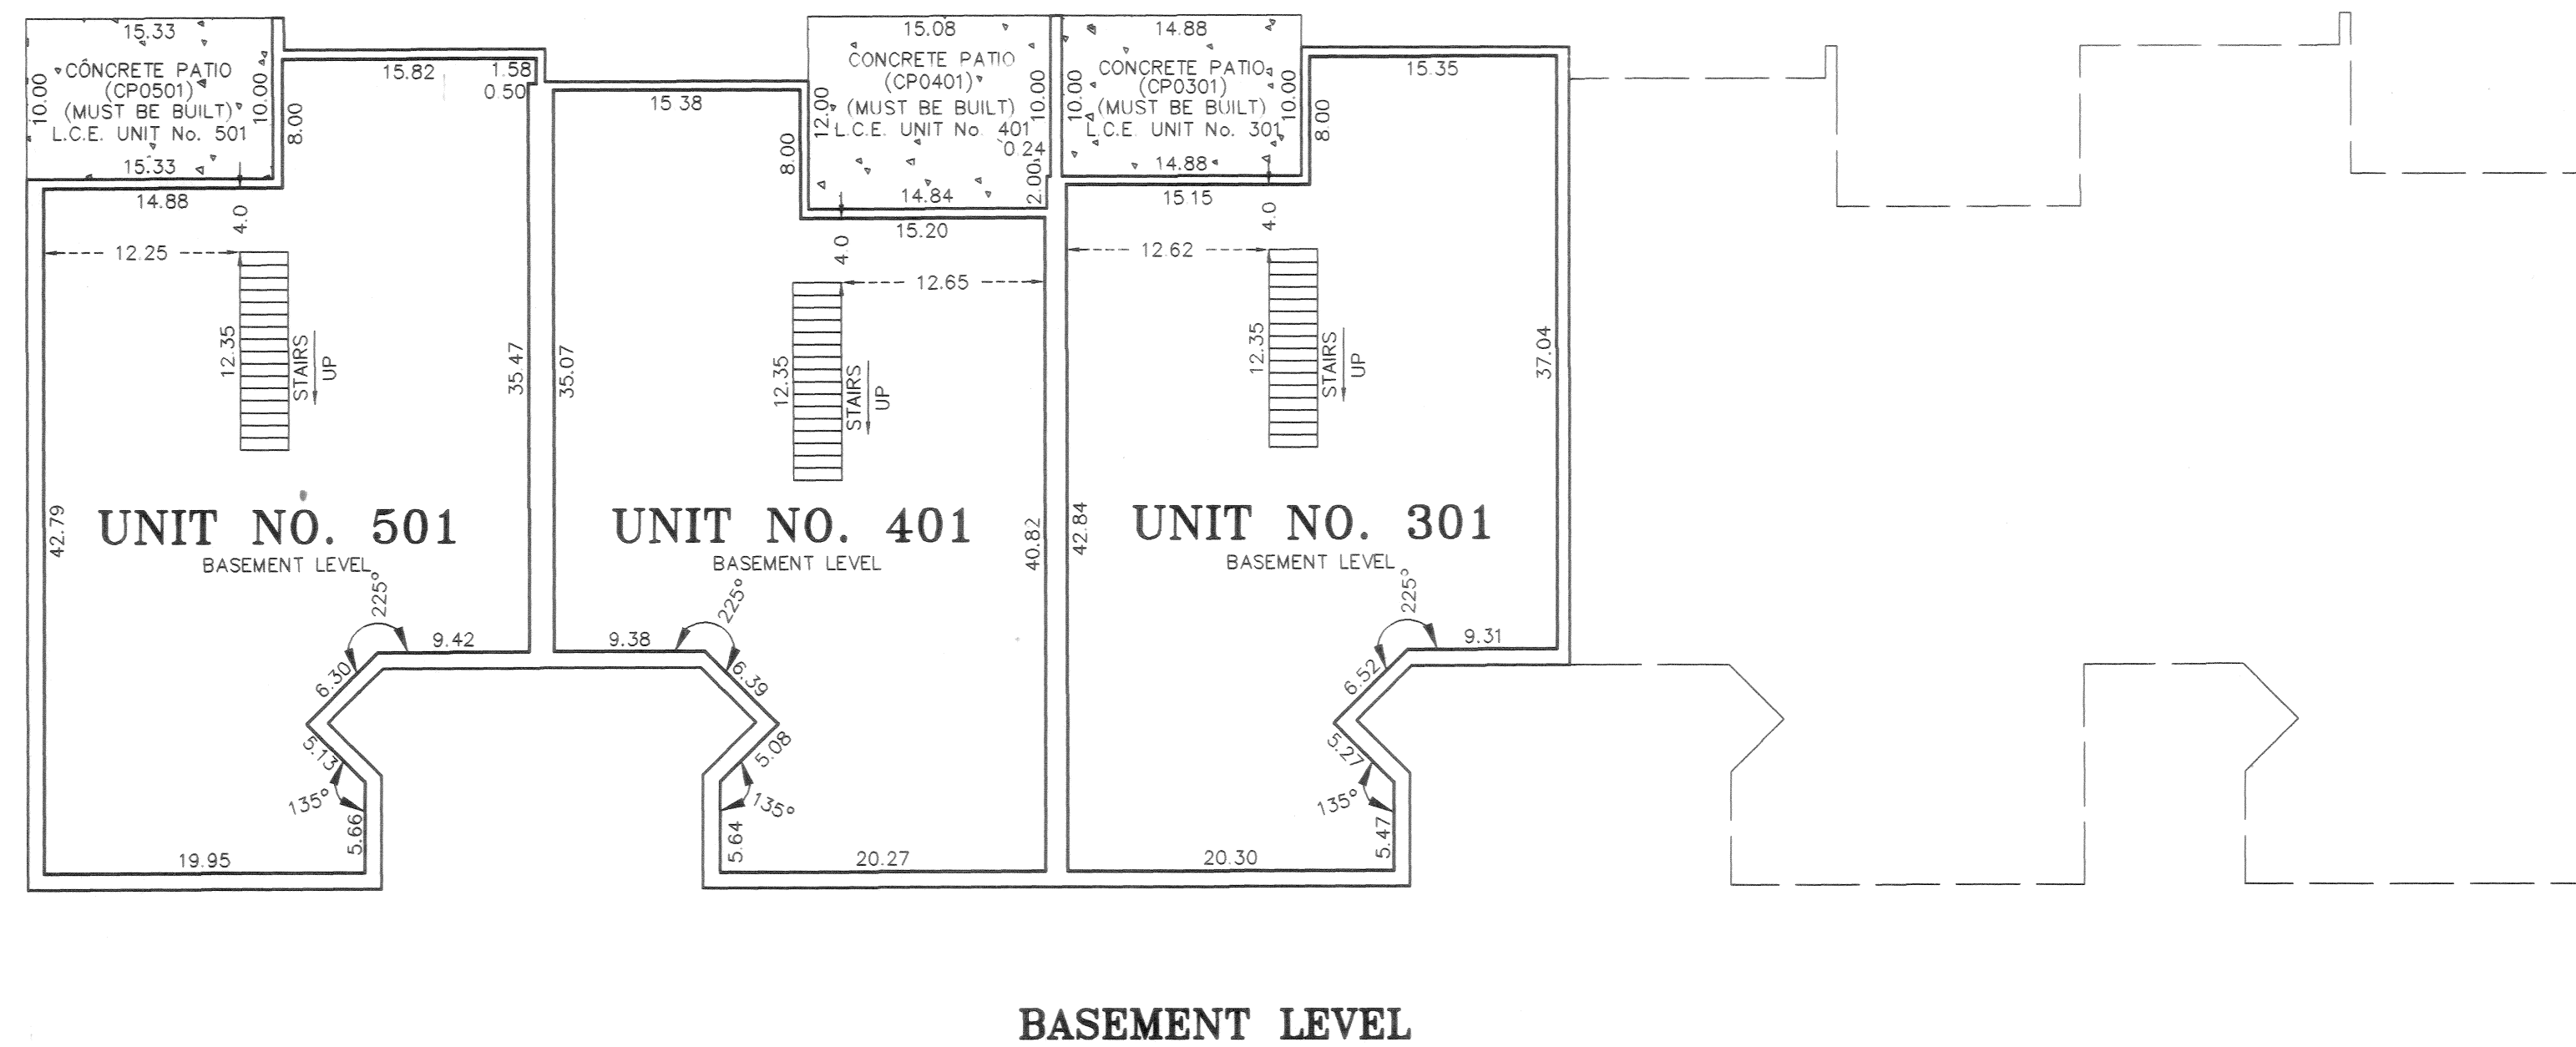 15.33
CONCRETE PATIO
(CP0501)
(MUST BE BUILT)
L.C.E. UNIT No. 501
10.00
10.00
15.33
8.00
15.82
1.58
0.50
14.88
4.0
12.25
12.35
STAIRS
UP
35.47
42.79
UNIT NO. 501
BASEMENT LEVEL
225°
9.42
6.30
5.13
135°
5.66
19.95
15.08
CONCRETE PATIO
(CP0401)
(MUST BE BUILT)
L.C.E. UNIT No. 401
12.00
10.00
0.24
2.00
14.84
15.38
8.00
15.20
4.0
12.65
12.35
STAIRS
UP
35.07
40.82
UNIT NO. 401
BASEMENT LEVEL
225°
9.38
6.39
5.08
135°
5.64
20.27
14.88
CONCRETE PATIO
(CP0301)
(MUST BE BUILT)
L.C.E. UNIT No. 301
10.00
10.00
14.88
8.00
15.35
15.15
4.0
12.62
12.35
STAIRS
UP
37.04
42.84
UNIT NO. 301
BASEMENT LEVEL
225°
9.31
6.52
5.27
135°
5.47
20.30
BASEMENT LEVEL